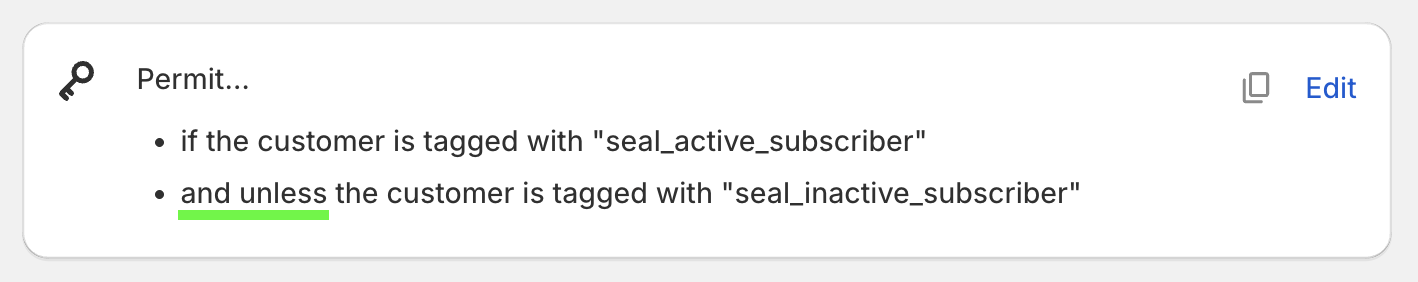 Permit...
Edit
• if the customer is tagged with "seal_active_subscriber"
• and unless the customer is tagged with "seal_inactive_subscriber"